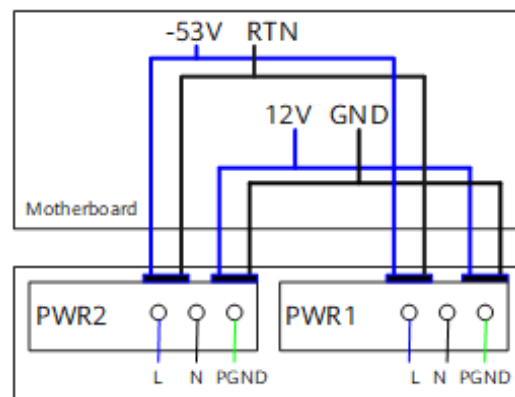 -53V RTN
12V GND
Motherboard
PWR2 PWR1
L N PGND L N PGND